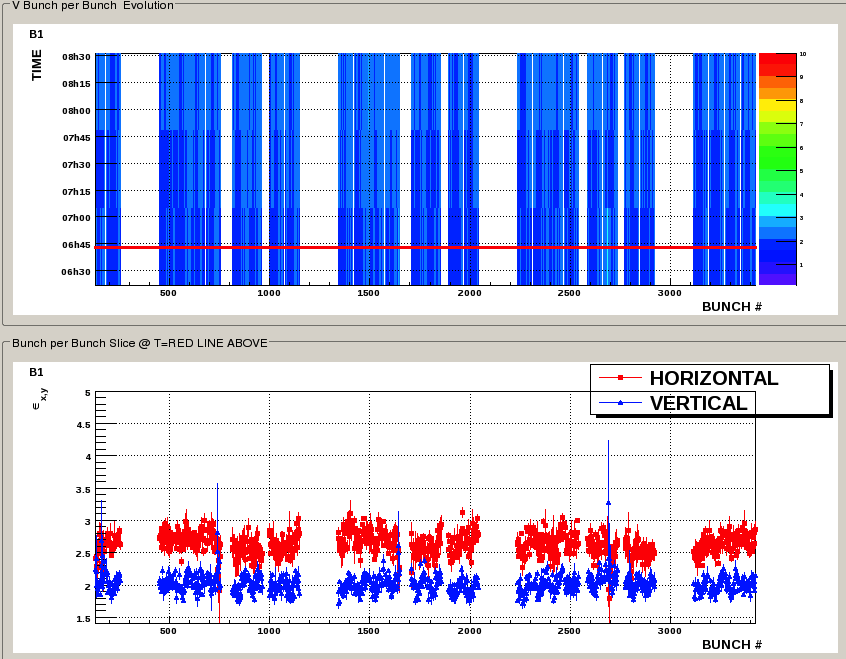 V Bunch per Bunch Evolution
B1
TIME
08h30
08h15
08h00
07h45
07h30
07h15
07h00
06h45
06h30
500
1000
1500
2000
2500
3000
BUNCH #
10
9
8
7
6
5
4
3
2
1
Bunch per Bunch Slice @ T=RED LINE ABOVE
B1
HORIZONTAL
VERTICAL
ϵ x,y
5
4.5
4
3.5
3
2.5
2
1.5
500
1000
1500
2000
2500
3000
BUNCH #